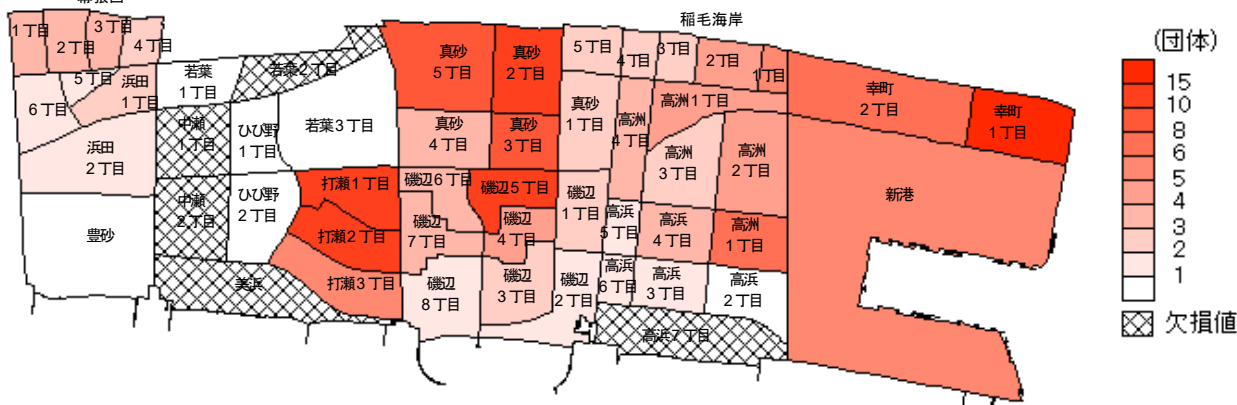 幕張西
稲毛海岸
1丁目
2丁目
3丁目
4丁目
5丁目
6丁目
浜田
1丁目
浜田
2丁目
豊砂
若葉
1丁目
若葉2丁目
若葉3丁目
中瀬
1丁目
中瀬
2丁目
ひび野
1丁目
ひび野
2丁目
美浜
打瀬1丁目
打瀬2丁目
打瀬3丁目
真砂
5丁目
真砂
2丁目
真砂
4丁目
真砂
3丁目
真砂
1丁目
磯辺6丁目
磯辺5丁目
磯辺
7丁目
磯辺
4丁目
磯辺
1丁目
磯辺
8丁目
磯辺
3丁目
磯辺
2丁目
5丁目
4丁目
3丁目
2丁目
1丁目
高洲1丁目
高洲
4丁目
高洲
3丁目
高洲
2丁目
高浜
5丁目
高浜
4丁目
高洲
1丁目
高浜
6丁目
高浜
3丁目
高浜
2丁目
高浜7丁目
幸町
2丁目
幸町
1丁目
新港
(団体)
15
10
8
6
5
4
3
2
1
欠損値